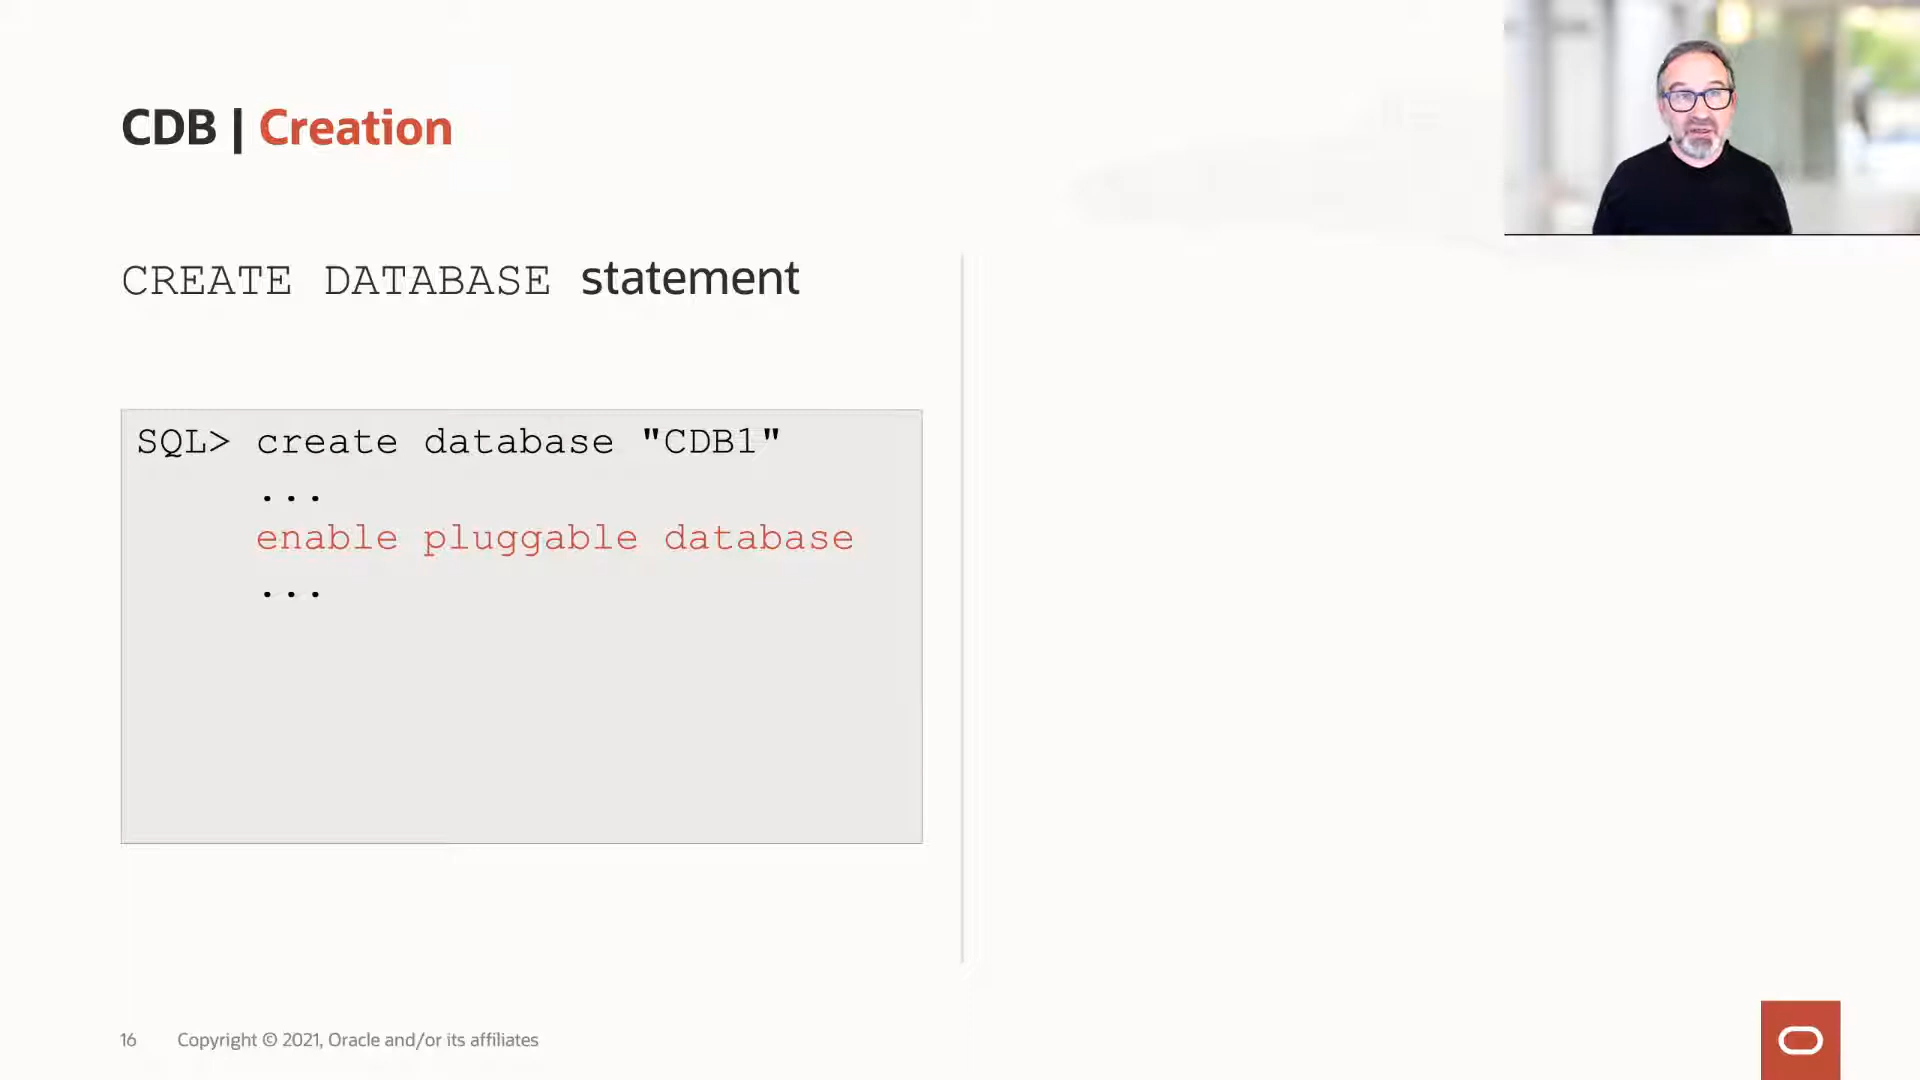 CDB | Creation
CREATE DATABASE statement
SQL> create database "CDB1"
...
enable pluggable database
...
16 Copyright © 2021, Oracle and/or its affiliates